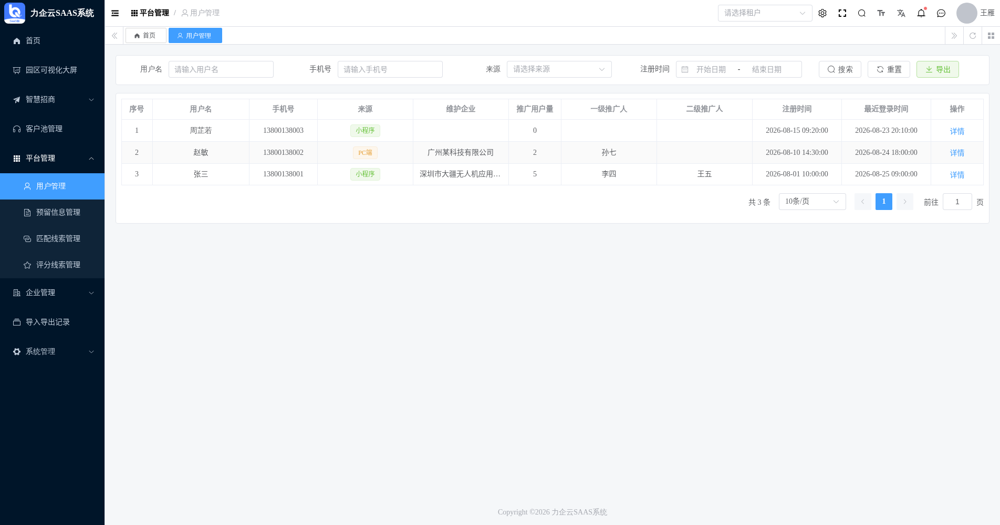 力企云SAAS系统
平台管理 / 用户管理
请选择租户
王雁
首页
用户管理
首页
园区可视化大屏
智慧招商
客户池管理
平台管理
用户管理
预留信息管理
匹配线索管理
评分线索管理
企业管理
导入导出记录
系统管理
用户名 请输入用户名 手机号 请输入手机号 来源 请选择来源 注册时间 开始日期 - 结束日期 搜索 重置 导出
序号 用户名 手机号 来源 维护企业 推广用户量 一级推广人 二级推广人 注册时间 最近登录时间 操作
1 周芷若 13800138003 小程序 0 2026-08-15 09:20:00 2026-08-23 20:10:00 详情
2 赵敏 13800138002 PC端 广州某科技有限公司 2 孙七 2026-08-10 14:30:00 2026-08-24 18:00:00 详情
3 张三 13800138001 小程序 深圳市大疆无人机应用… 5 李四 王五 2026-08-01 10:00:00 2026-08-25 09:00:00 详情
共 3 条 10条/页 1 前往 1 页
Copyright ©2026 力企云SAAS系统